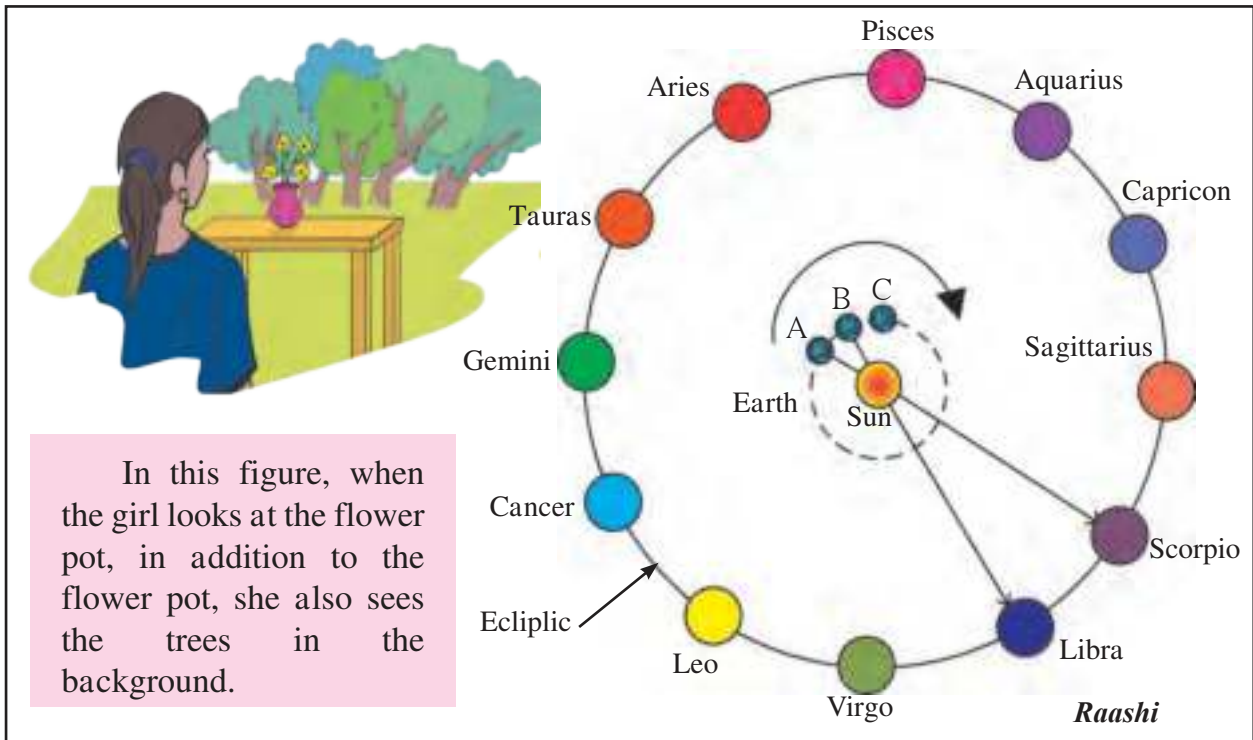 Pisces
Aries
Aquarius
Tauras
Capricon
B
C
A
Gemini
Sagittarius
Earth
Sun
Cancer
Scorpio
Ecliplic
Leo
Libra
Virgo
Raashi
In this figure, when
the girl looks at the flower
pot, in addition to the
flower pot, she also sees
the trees in the
background.